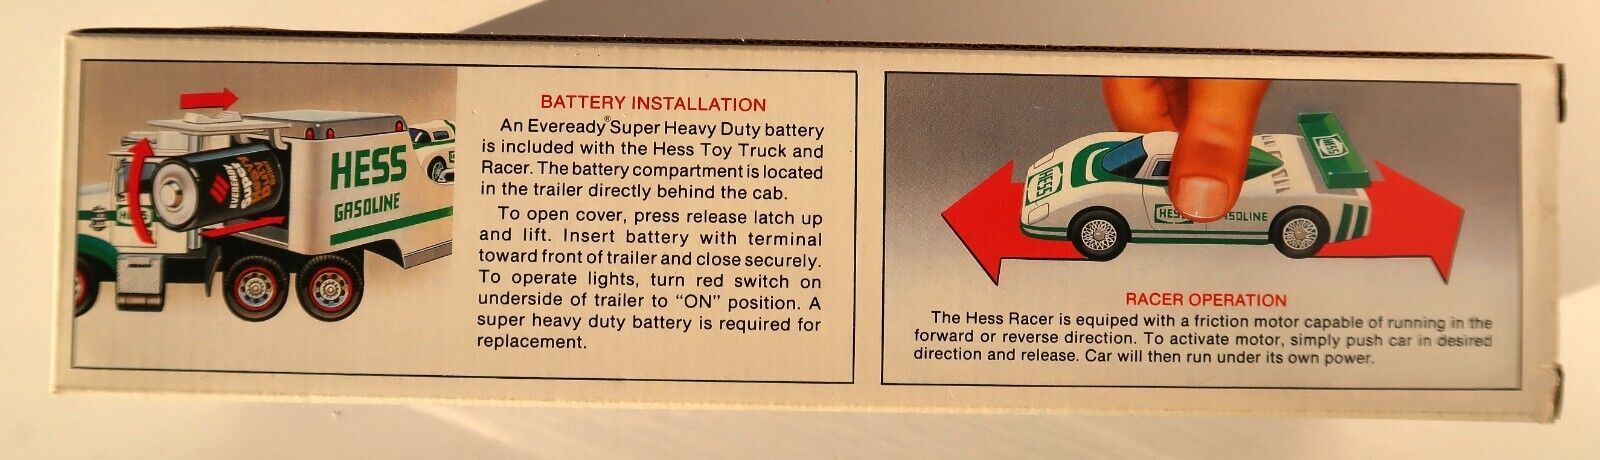 BATTERY INSTALLATION
An Eveready® Super Heavy Duty battery
is included with the Hess Toy Truck and
Racer. The battery compartment is located
in the trailer directly behind the cab.
To open cover, press release latch up
and lift. Insert battery with terminal
toward front of trailer and close securely.
To operate lights, turn red switch on
underside of trailer to “ON” position. A
super heavy duty battery is required for
replacement.
HESS
GASOLINE
HESS
EVEREADY
SUPER
HEAVY
DUTY
HESS
HESS
GASOLINE
HESS
RACER OPERATION
The Hess Racer is equiped with a friction motor capable of running in the
forward or reverse direction. To activate motor, simply push car in desired
direction and release. Car will then run under its own power.